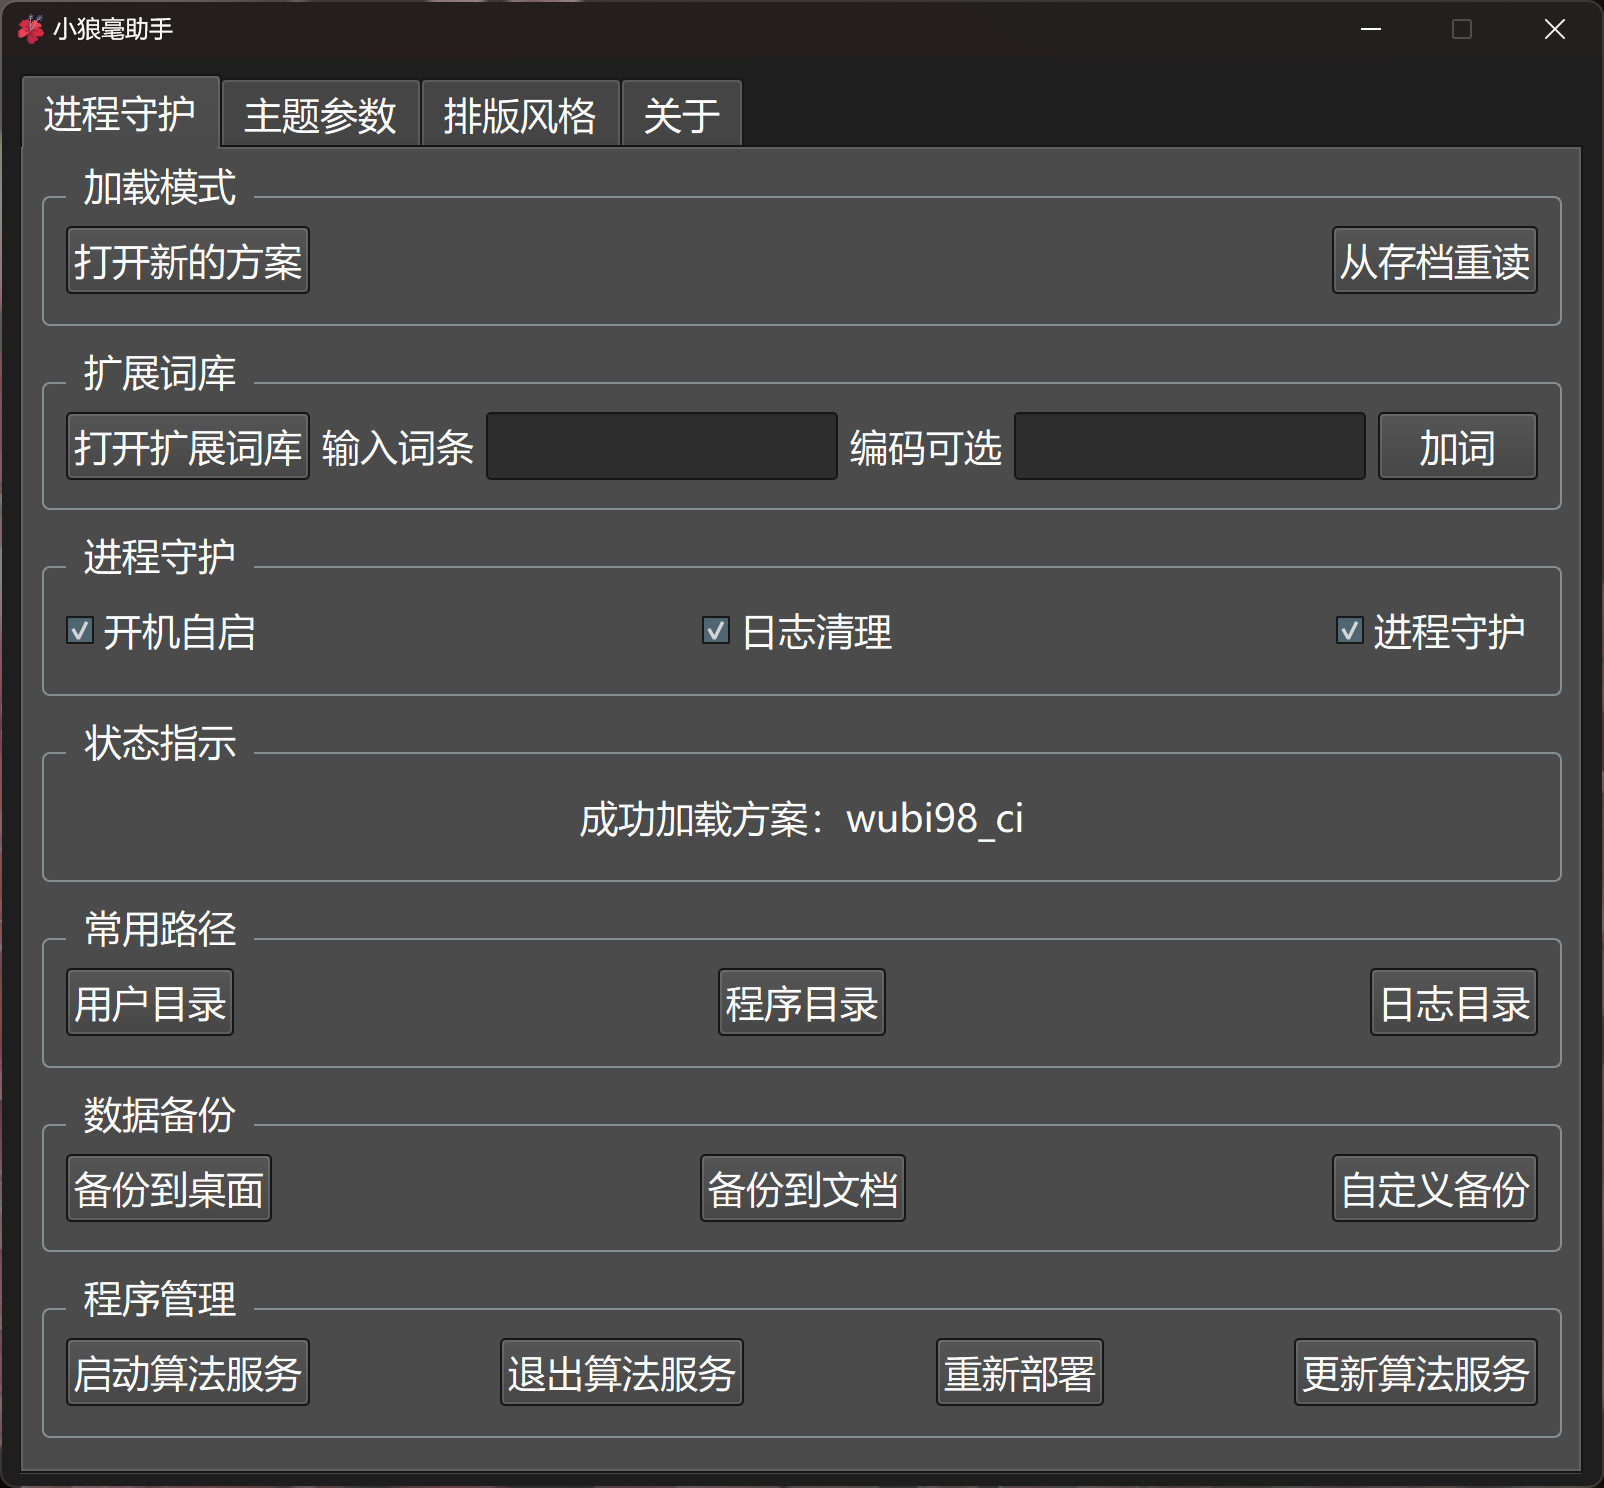 小狼毫助手
进程守护 主题参数 排版风格 关于
加载模式
打开新的方案 从存档重读
扩展词库
打开扩展词库 输入词条 编码可选 加词
进程守护
开机自启 日志清理 进程守护
状态指示
成功加载方案：wubi98_ci
常用路径
用户目录 程序目录 日志目录
数据备份
备份到桌面 备份到文档 自定义备份
程序管理
启动算法服务 退出算法服务 重新部署 更新算法服务